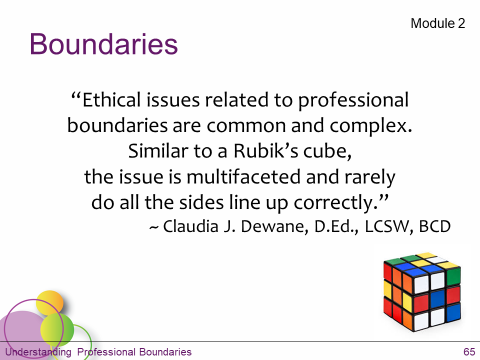 Module 2
Boundaries
“Ethical issues related to professional
boundaries are common and complex.
Similar to a Rubik’s cube,
the issue is multifaceted and rarely
do all the sides line up correctly.”
~ Claudia J. Dewane, D.Ed., LCSW, BCD
Understanding Professional Boundaries
65